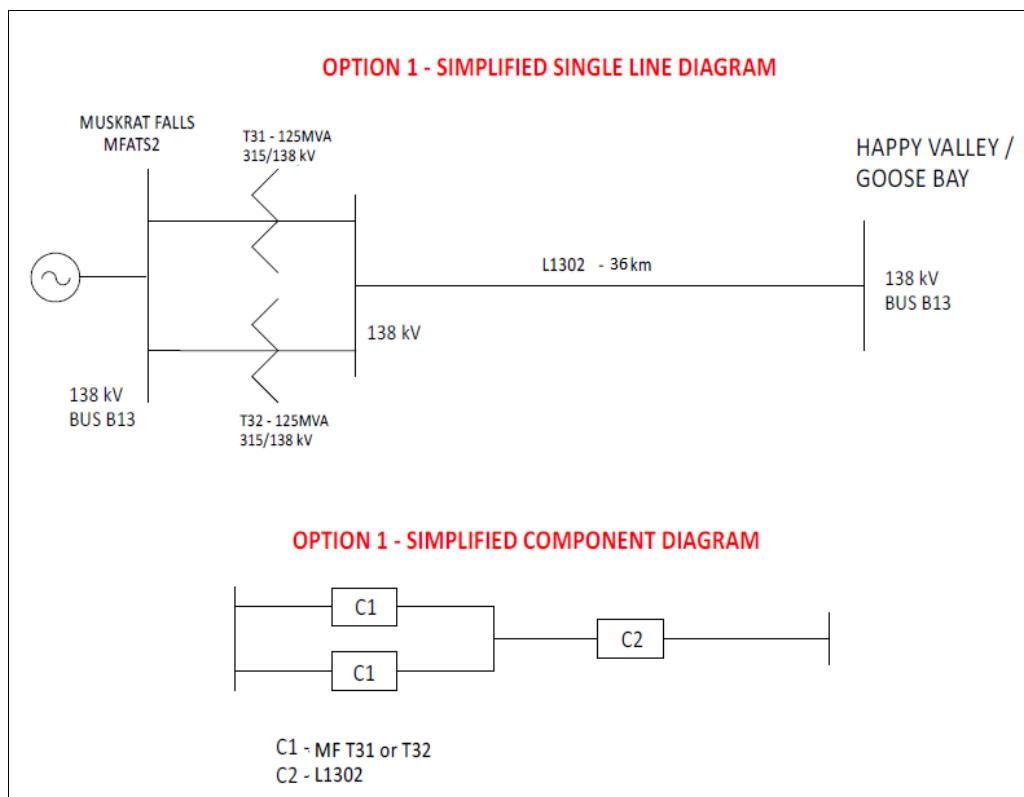 OPTION 1 - SIMPLIFIED SINGLE LINE DIAGRAM
MUSKRAT FALLS
MFATS2
T31 - 125MVA
315/138 kV
HAPPY VALLEY /
GOOSE BAY
L1302 - 36km
138 kV
BUS B13
138 kV
138 kV
BUS B13
T32 - 125MVA
315/138 kV
OPTION 1 - SIMPLIFIED COMPONENT DIAGRAM
C1
C2
C1
C1 - MF T31 or T32
C2 - L1302